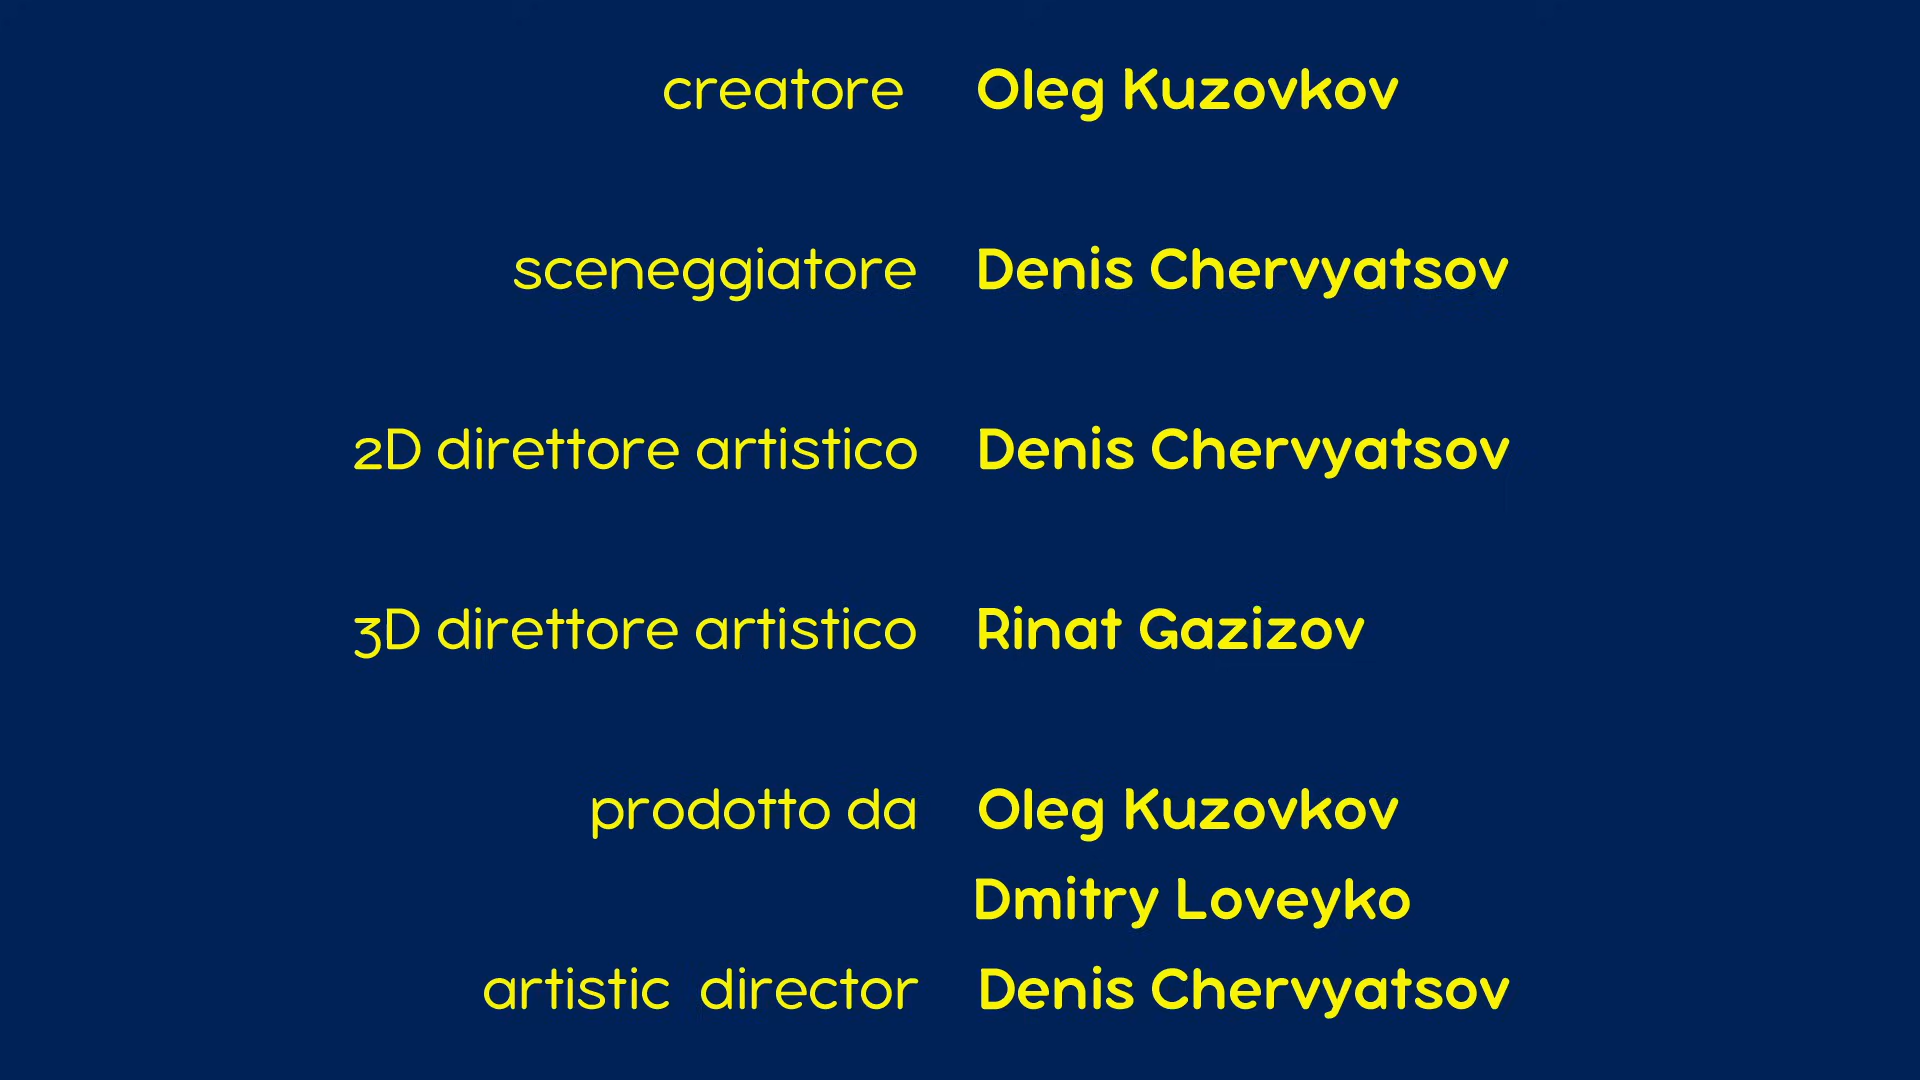 creatore Oleg Kuzovkov
sceneggiatore Denis Chervyatsov
2D direttore artistico Denis Chervyatsov
3D direttore artistico Rinat Gazizov
prodotto da Oleg Kuzovkov
Dmitry Loveyko
artistic director Denis Chervyatsov